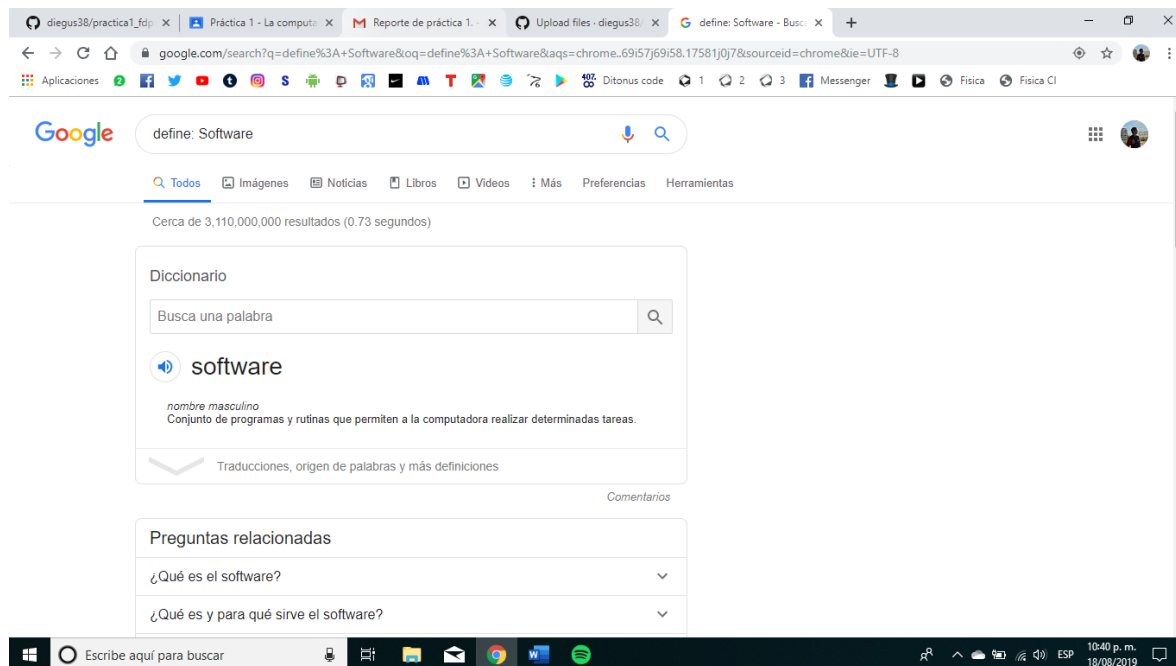 diegus38/practica1_fdp
Práctica 1 - La computa
Reporte de práctica 1. -
Upload files · diegus38/
define: Software - Busca
google.com/search?q=define%3A+Software&oq=define%3A+Software&aqs=chrome..69i57j69i58.17581j0j7&sourceid=chrome&ie=UTF-8
Aplicaciones
Ditonus code
1
2
3
Messenger
Fisica
Fisica Cl
Google
define: Software
Todos
Imágenes
Noticias
Libros
Videos
Más
Preferencias
Herramientas
Cerca de 3,110,000,000 resultados (0.73 segundos)
Diccionario
Busca una palabra
software
nombre masculino
Conjunto de programas y rutinas que permiten a la computadora realizar determinadas tareas.
Traducciones, origen de palabras y más definiciones
Comentarios
Preguntas relacionadas
¿Qué es el software?
¿Qué es y para qué sirve el software?
Escribe aquí para buscar
ESP
10:40 p. m.
18/08/2019